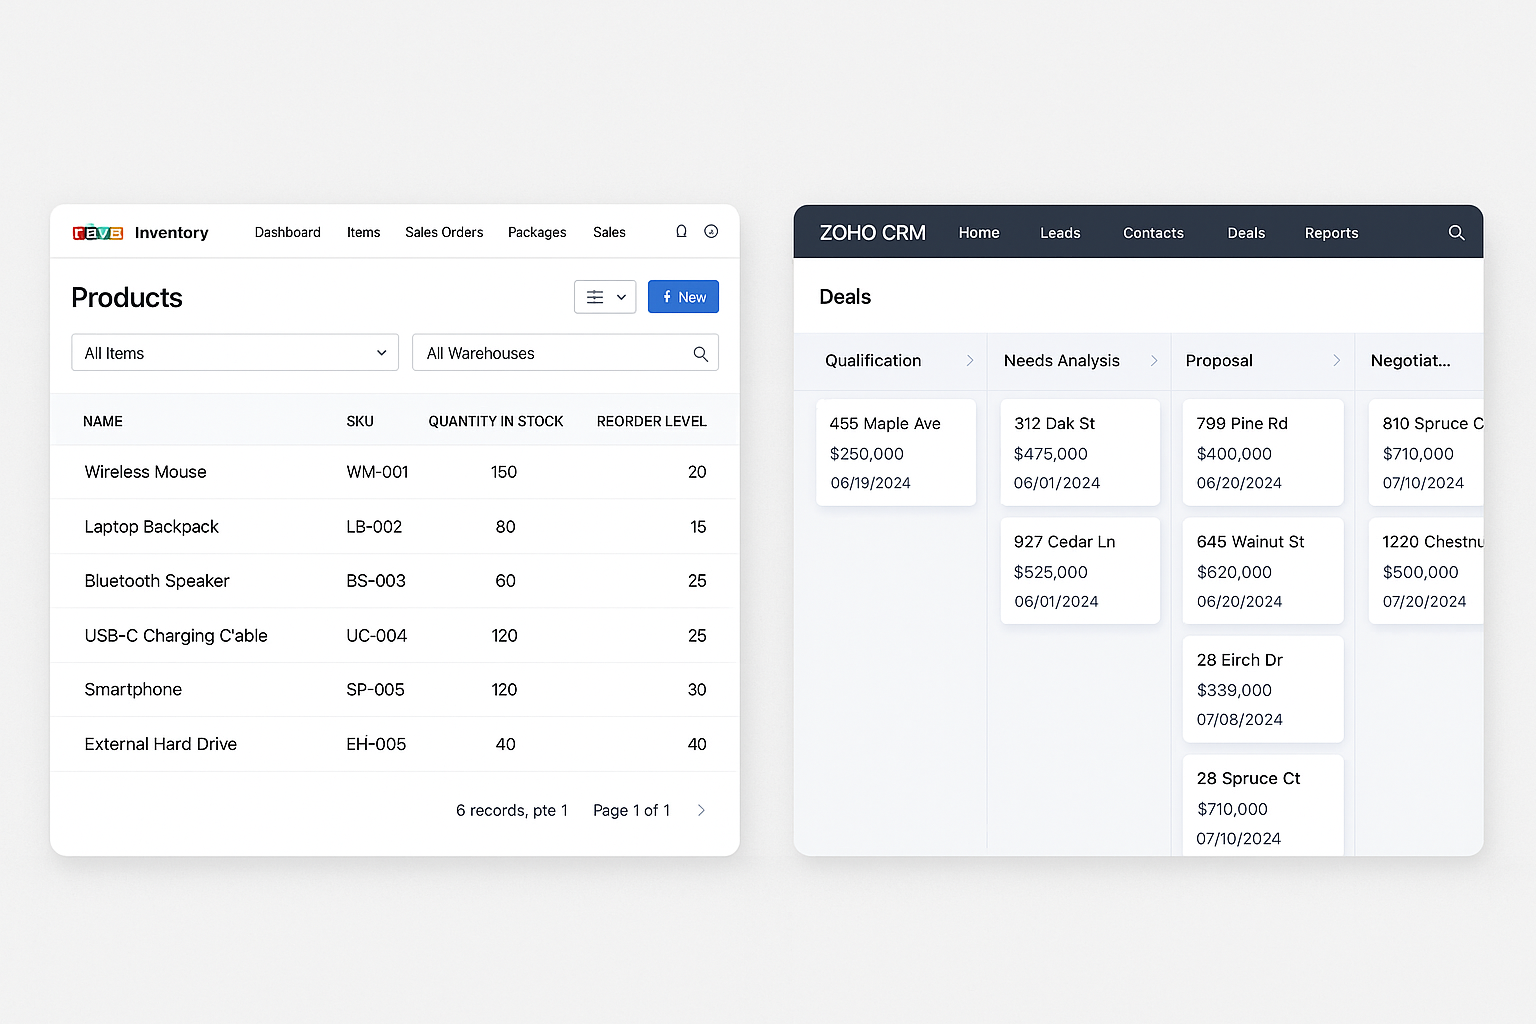 Inventory Dashboard Items Sales Orders Packages Sales
Products
New
All Items All Warehouses
NAME SKU QUANTITY IN STOCK REORDER LEVEL
Wireless Mouse WM-001 150 20
Laptop Backpack LB-002 80 15
Bluetooth Speaker BS-003 60 25
USB-C Charging C'able UC-004 120 25
Smartphone SP-005 120 30
External Hard Drive EH-005 40 40
6 records, pte 1 Page 1 of 1
ZOHO CRM Home Leads Contacts Deals Reports
Deals
Qualification
455 Maple Ave
$250,000
06/19/2024
Needs Analysis
312 Dak St
$475,000
06/01/2024
927 Cedar Ln
$525,000
06/01/2024
Proposal
799 Pine Rd
$400,000
06/20/2024
645 Wainut St
$620,000
06/20/2024
28 Eirch Dr
$339,000
07/08/2024
28 Spruce Ct
$710,000
07/10/2024
Negotiat...
810 Spruce C
$710,000
07/10/2024
1220 Chestnu
$500,000
07/20/2024